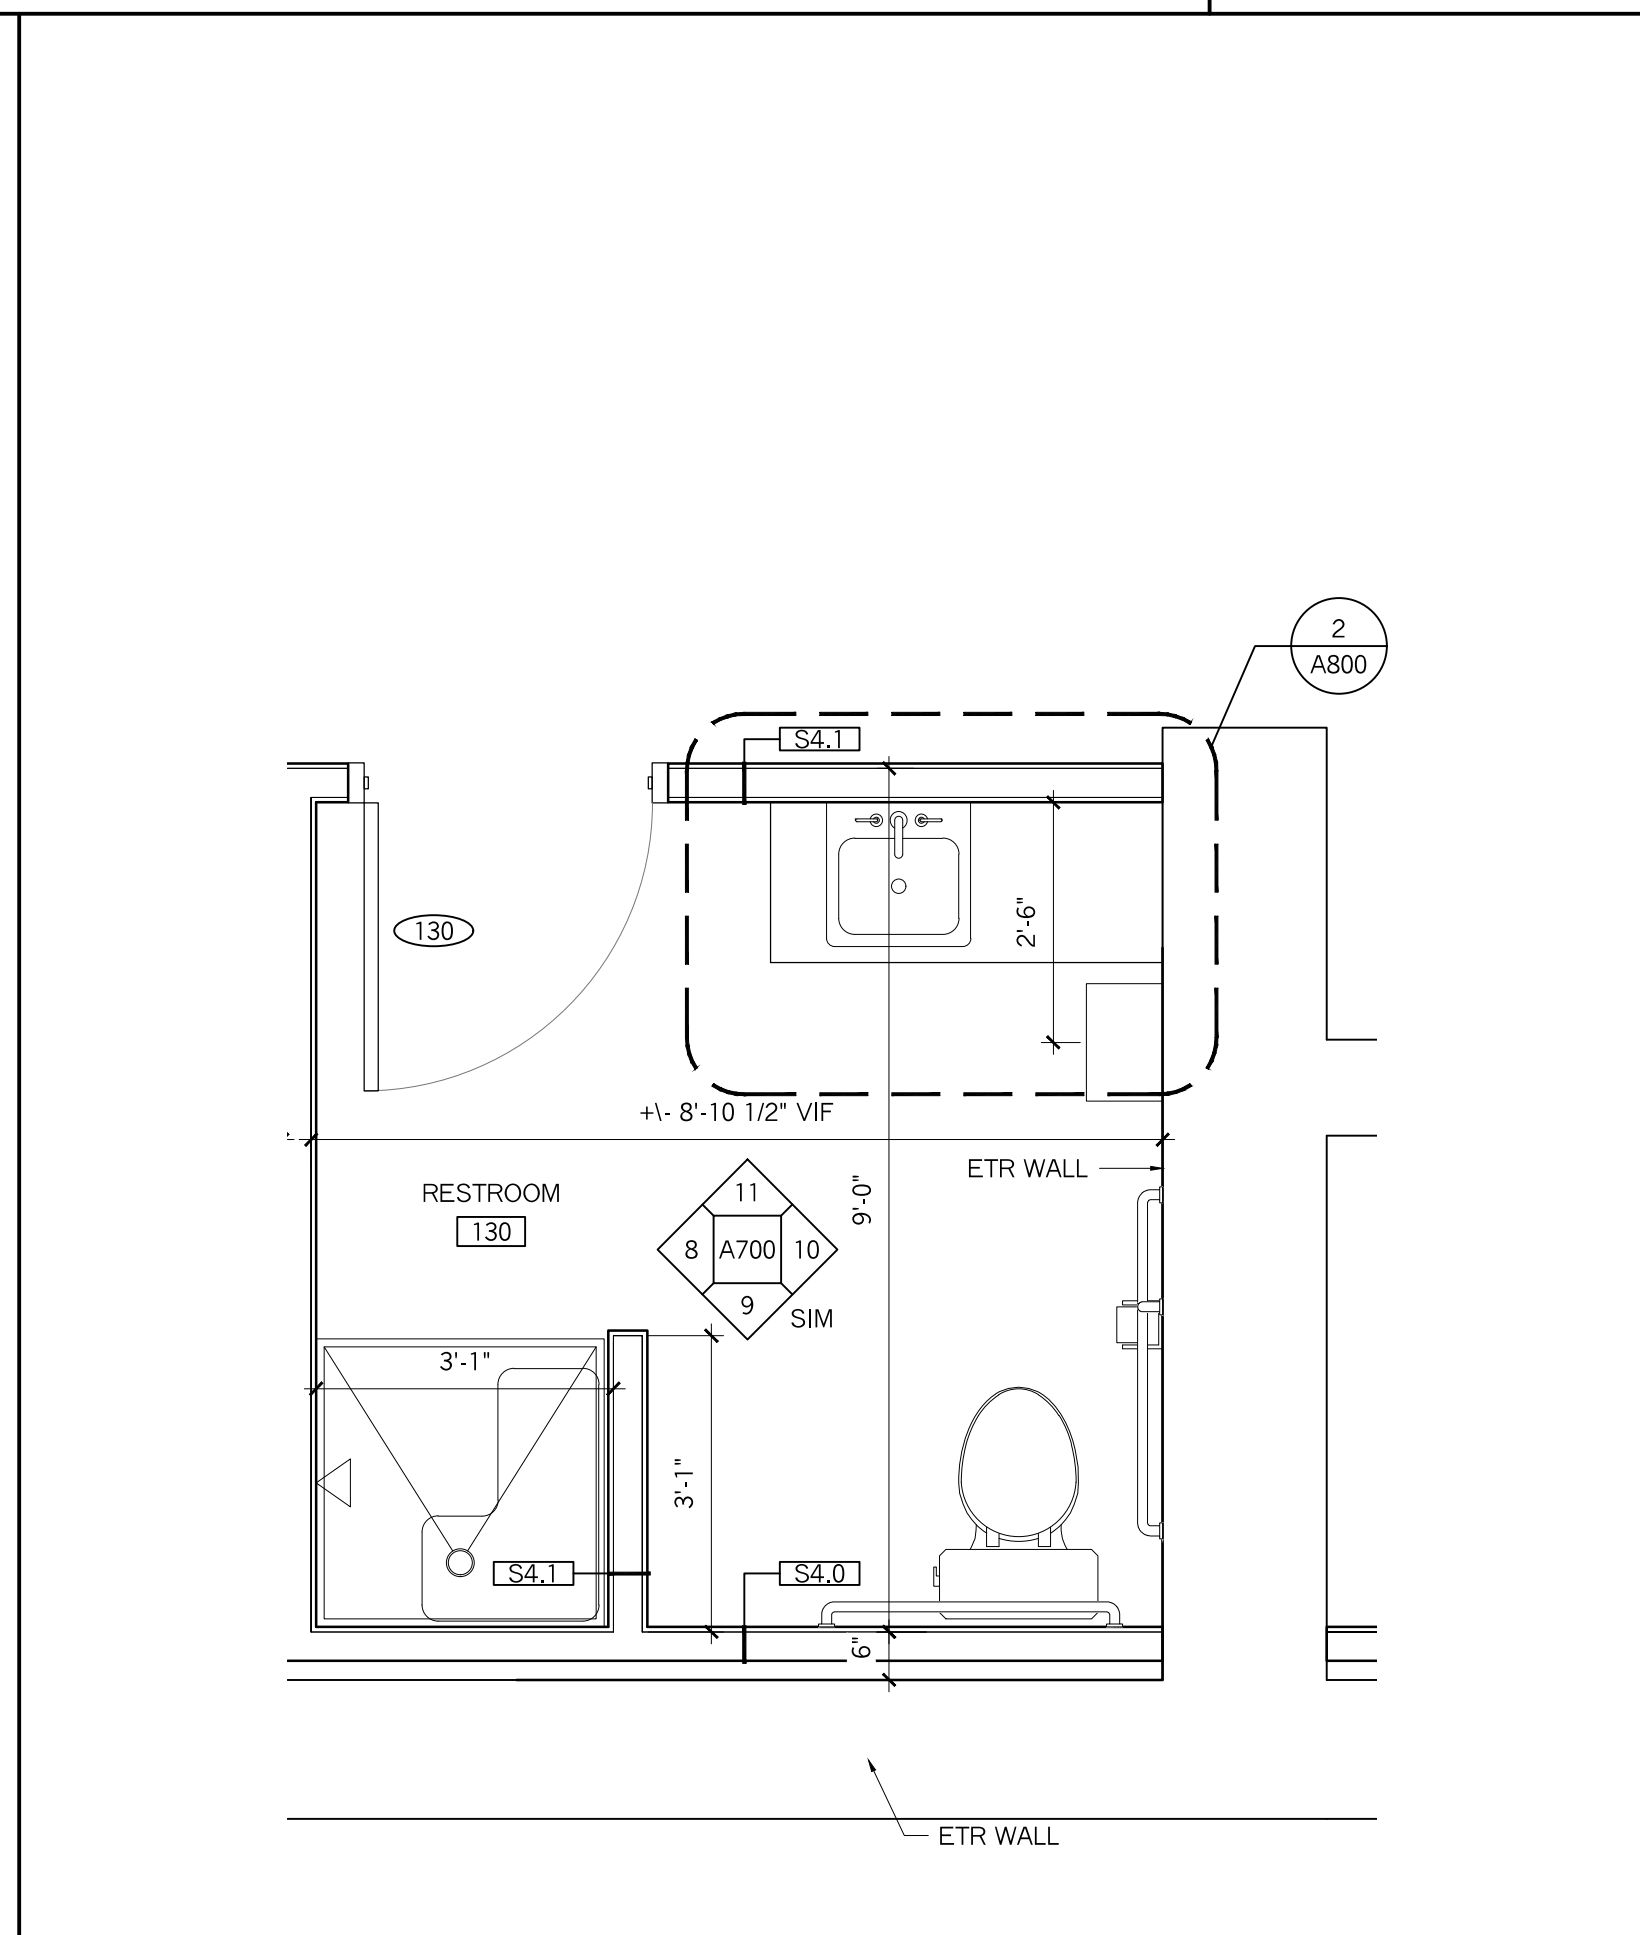 2
A800
S4.1
130
2'-6"
+\- 8'-10 1/2" VIF
ETR WALL
RESTROOM
130
11
8
A700
10
9
SIM
9'-0"
3'-1"
3'-1"
S4.1
S4.0
6"
ETR WALL